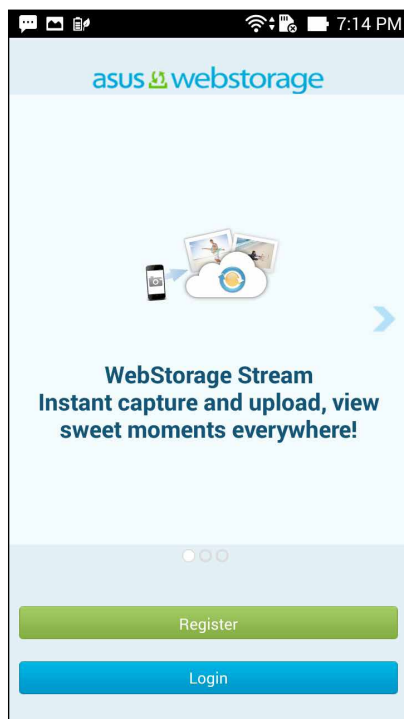 7:14 PM
asus webstorage
WebStorage Stream
Instant capture and upload, view
sweet moments everywhere!
Register
Login